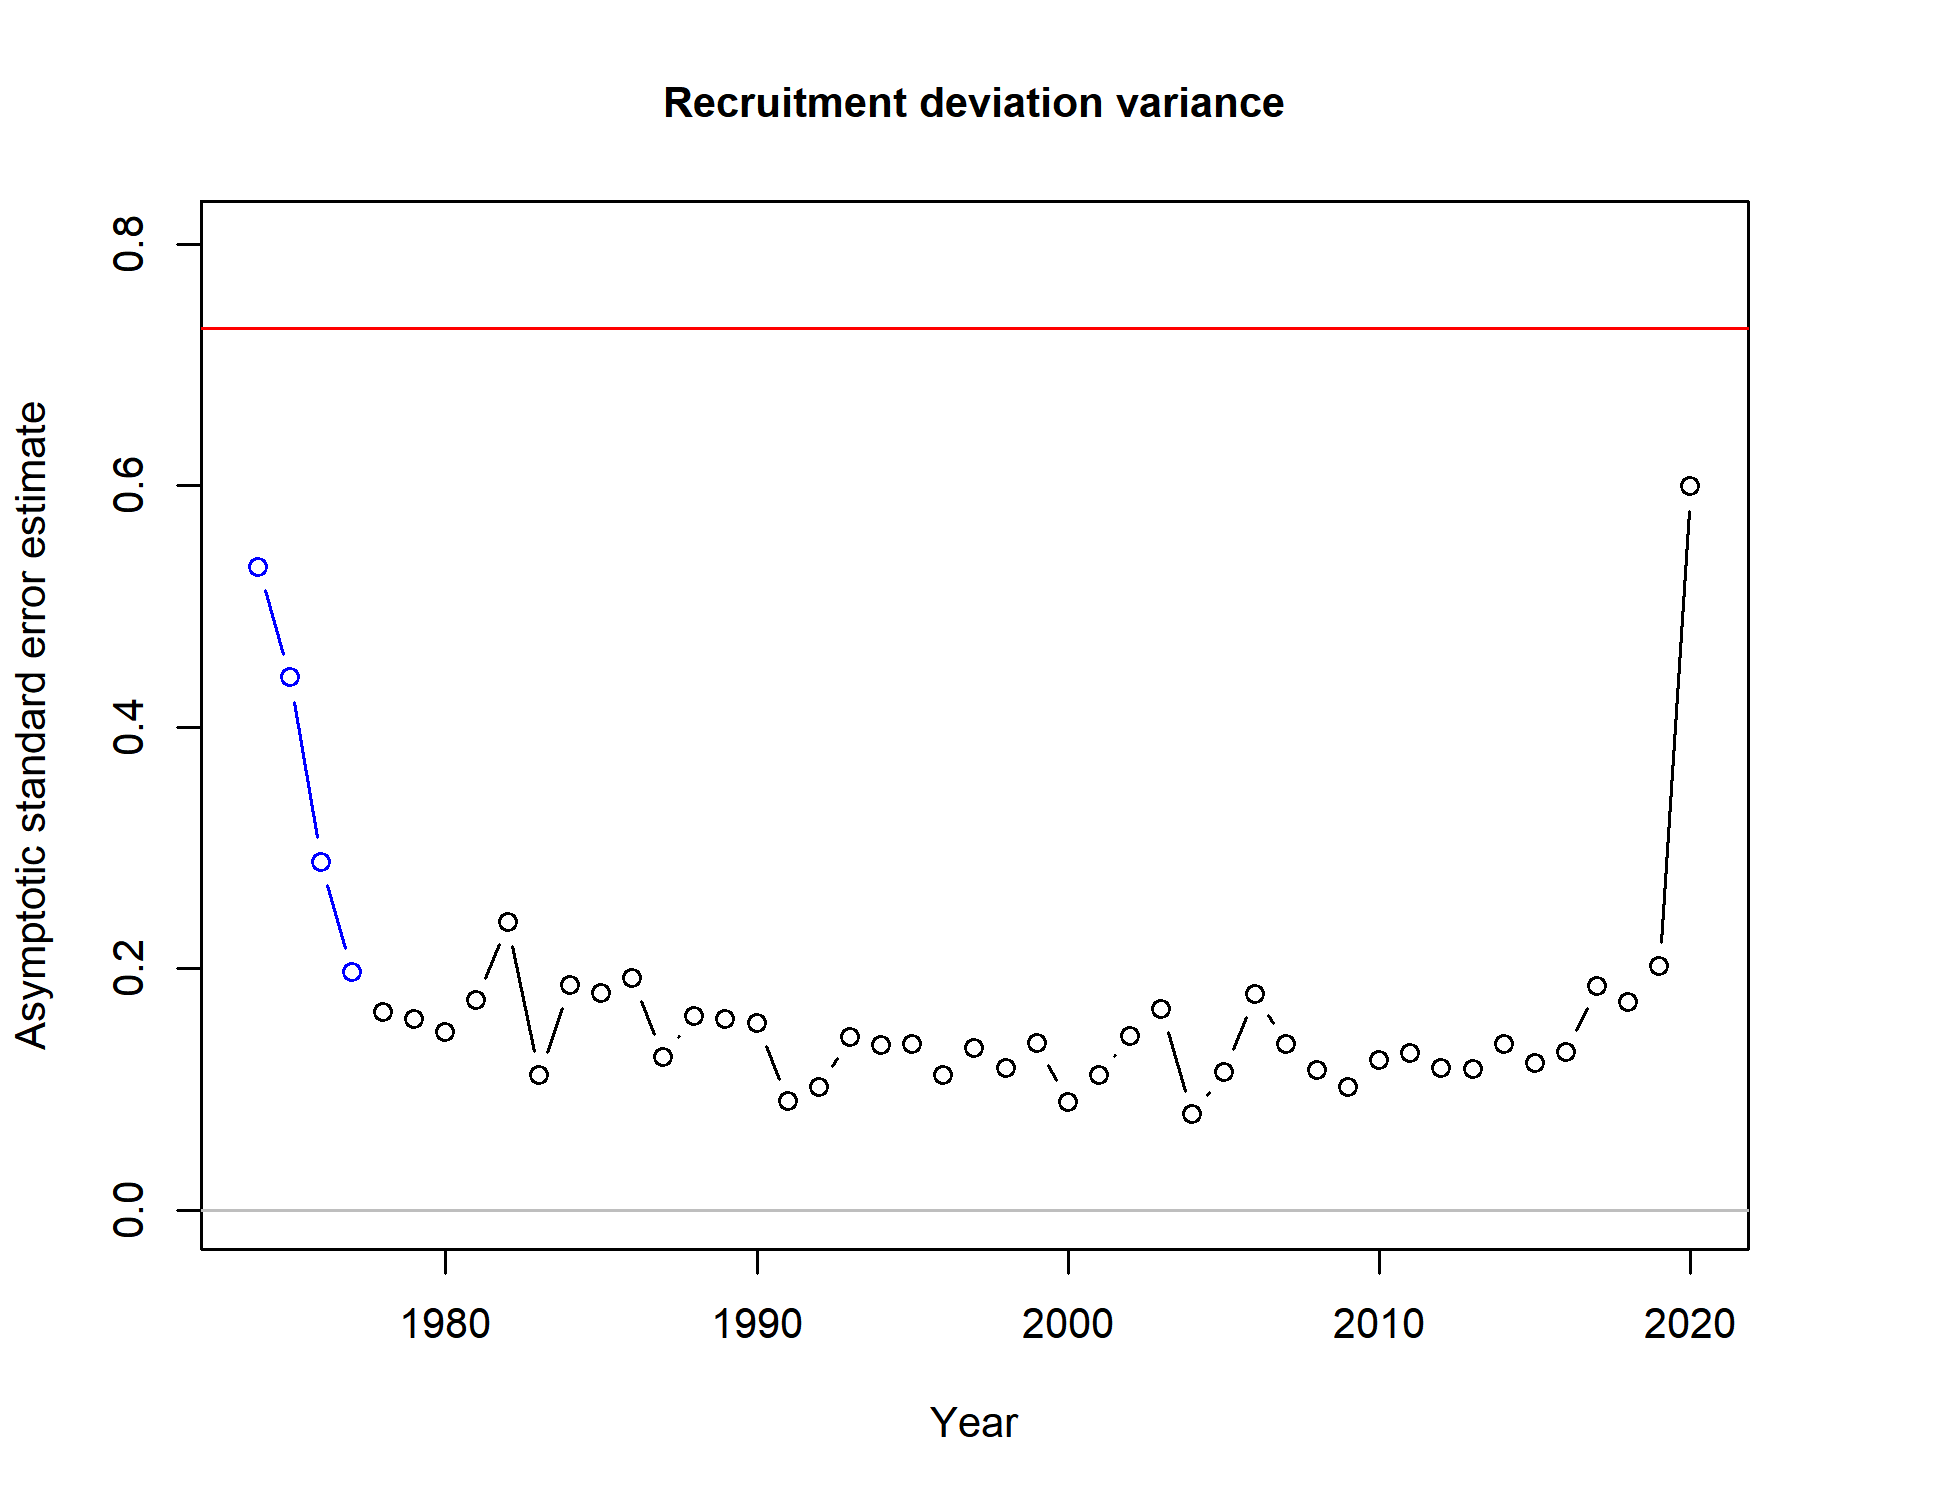 Recruitment deviation variance
Asymptotic standard error estimate
0.8
0.6
0.4
0.2
0.0
1980 1990 2000 2010 2020
Year